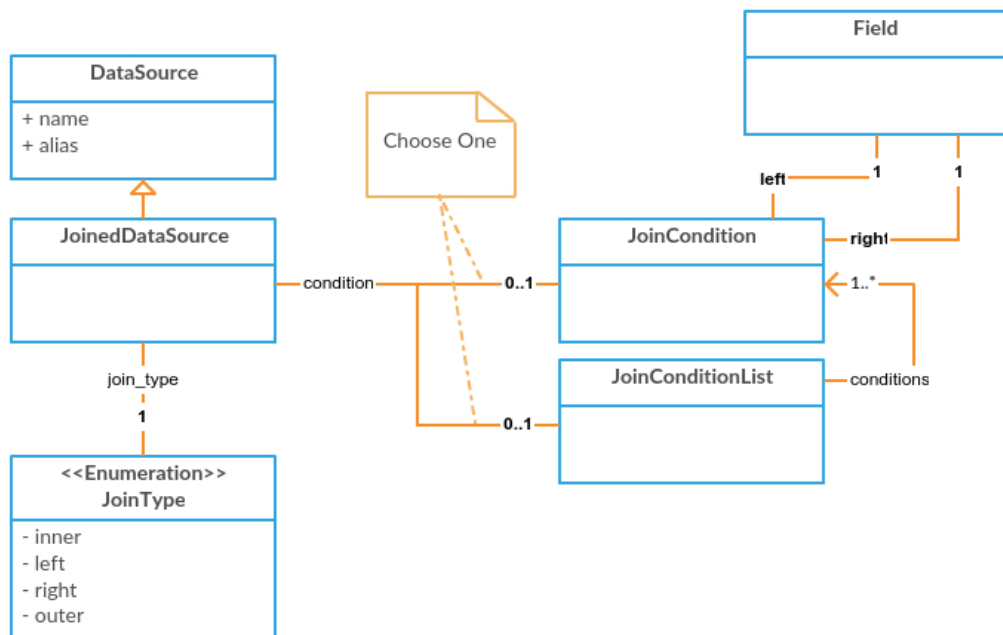 Field
DataSource
+ name
+ alias
Choose One
left
1
1
JoinedDataSource
JoinCondition
right
condition
0..1
1..*
join_type
JoinConditionList
conditions
1
0..1
<<Enumeration>>
JoinType
- inner
- left
- right
- outer